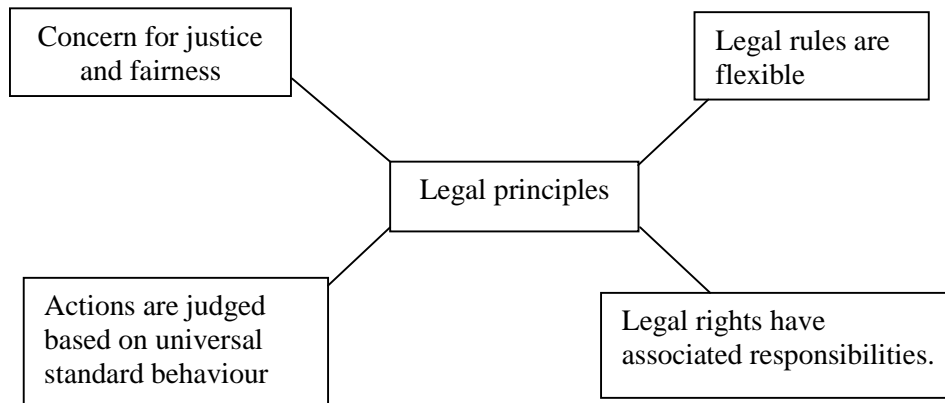 Concern for justice
and fairness
Legal rules are
flexible
Legal principles
Actions are judged
based on universal
standard behaviour
Legal rights have
associated responsibilities.